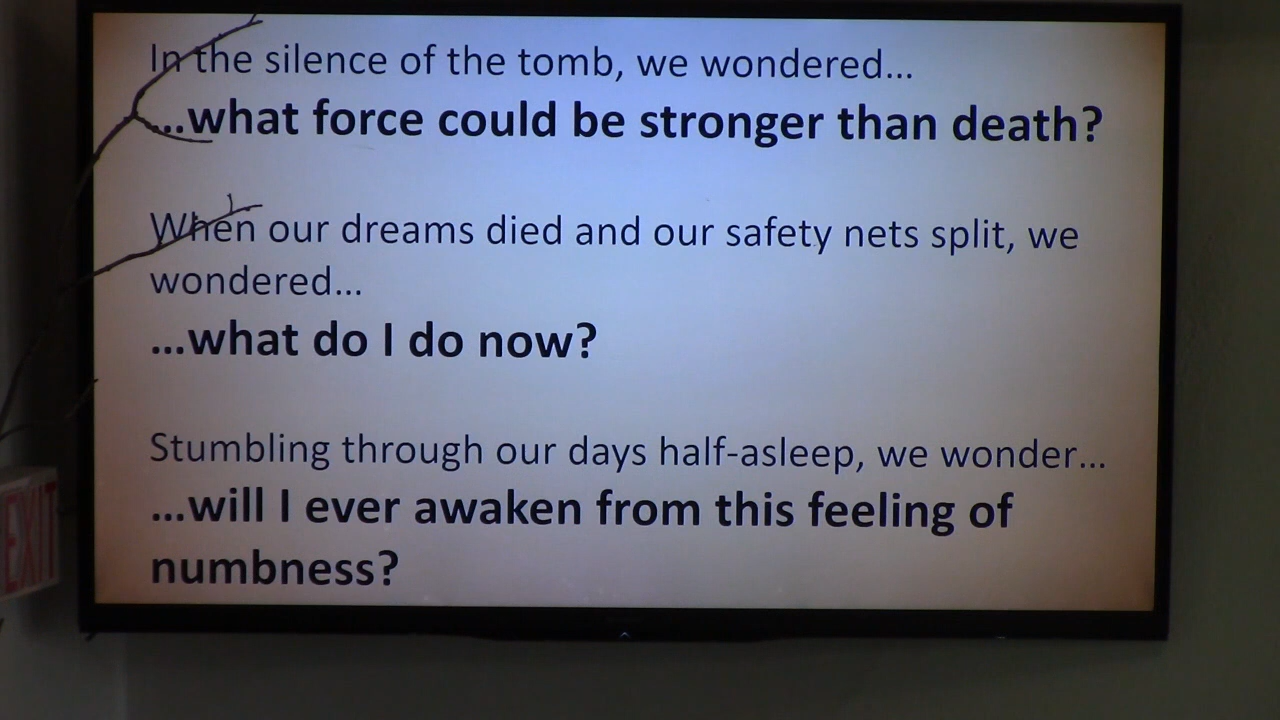 In the silence of the tomb, we wondered...
...what force could be stronger than death?
When our dreams died and our safety nets split, we
wondered...
...what do I do now?
Stumbling through our days half-asleep, we wonder...
...will I ever awaken from this feeling of
numbness?
EXIT